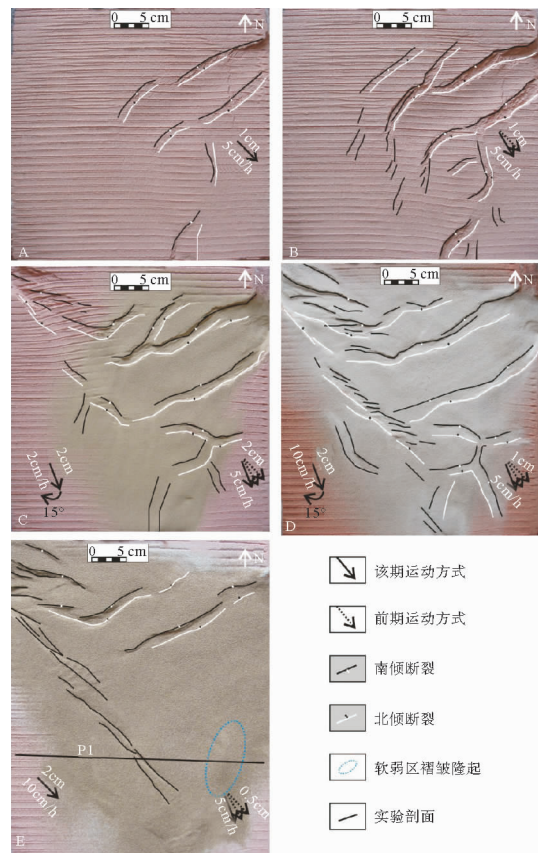 0 5 cm
N
1cm
5cm/h
A
0 5 cm
N
1cm
5cm/h
B
0 5 cm
N
2cm
2cm/h
15°
2cm
5cm/h
C
0 5 cm
N
2cm
10cm/h
15°
1cm
5cm/h
D
0 5 cm
N
P1
2cm
10cm/h
0.5cm
5cm/h
E
该期运动方式
前期运动方式
南倾断裂
北倾断裂
软弱区褶皱隆起
实验剖面